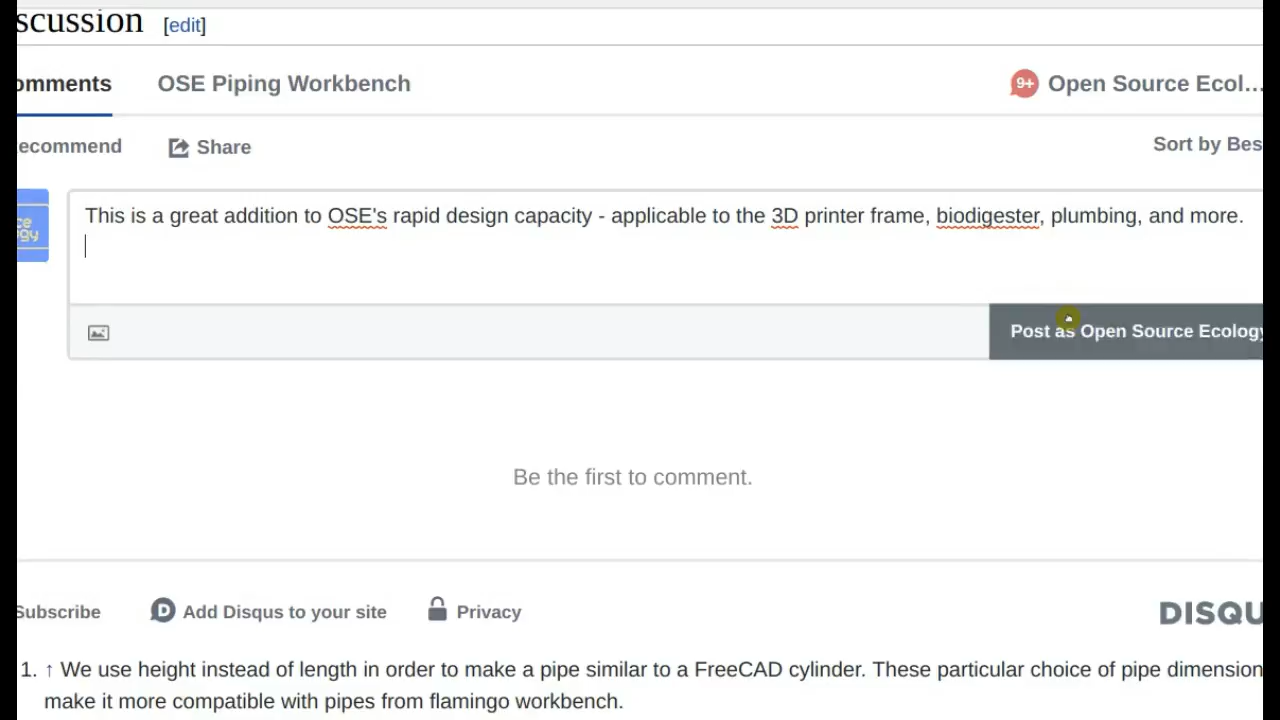 scussion [edit]
omments OSE Piping Workbench 9+ Open Source Ecol...
ecommend Share Sort by Bes
This is a great addition to OSE's rapid design capacity - applicable to the 3D printer frame, biodigester, plumbing, and more.
ce
gy
Post as Open Source Ecology
Be the first to comment.
Subscribe D Add Disqus to your site Privacy DISQU
1. ↑ We use height instead of length in order to make a pipe similar to a FreeCAD cylinder. These particular choice of pipe dimension
make it more compatible with pipes from flamingo workbench.